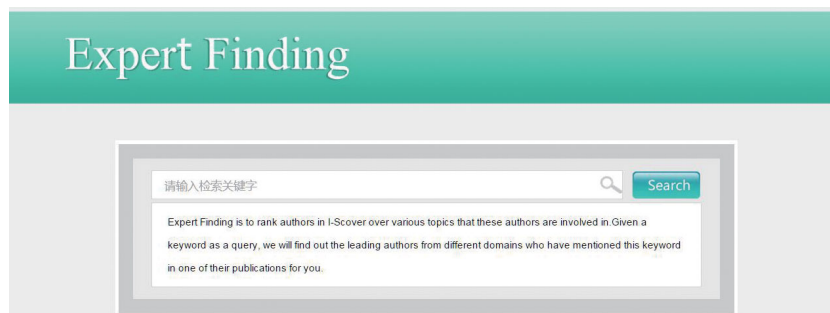 Expert Finding
请输入检索关键字
Search
Expert Finding is to rank authors in I-Scover over various topics that these authors are involved in.Given a
keyword as a query, we will find out the leading authors from different domains who have mentioned this keyword
in one of their publications for you.